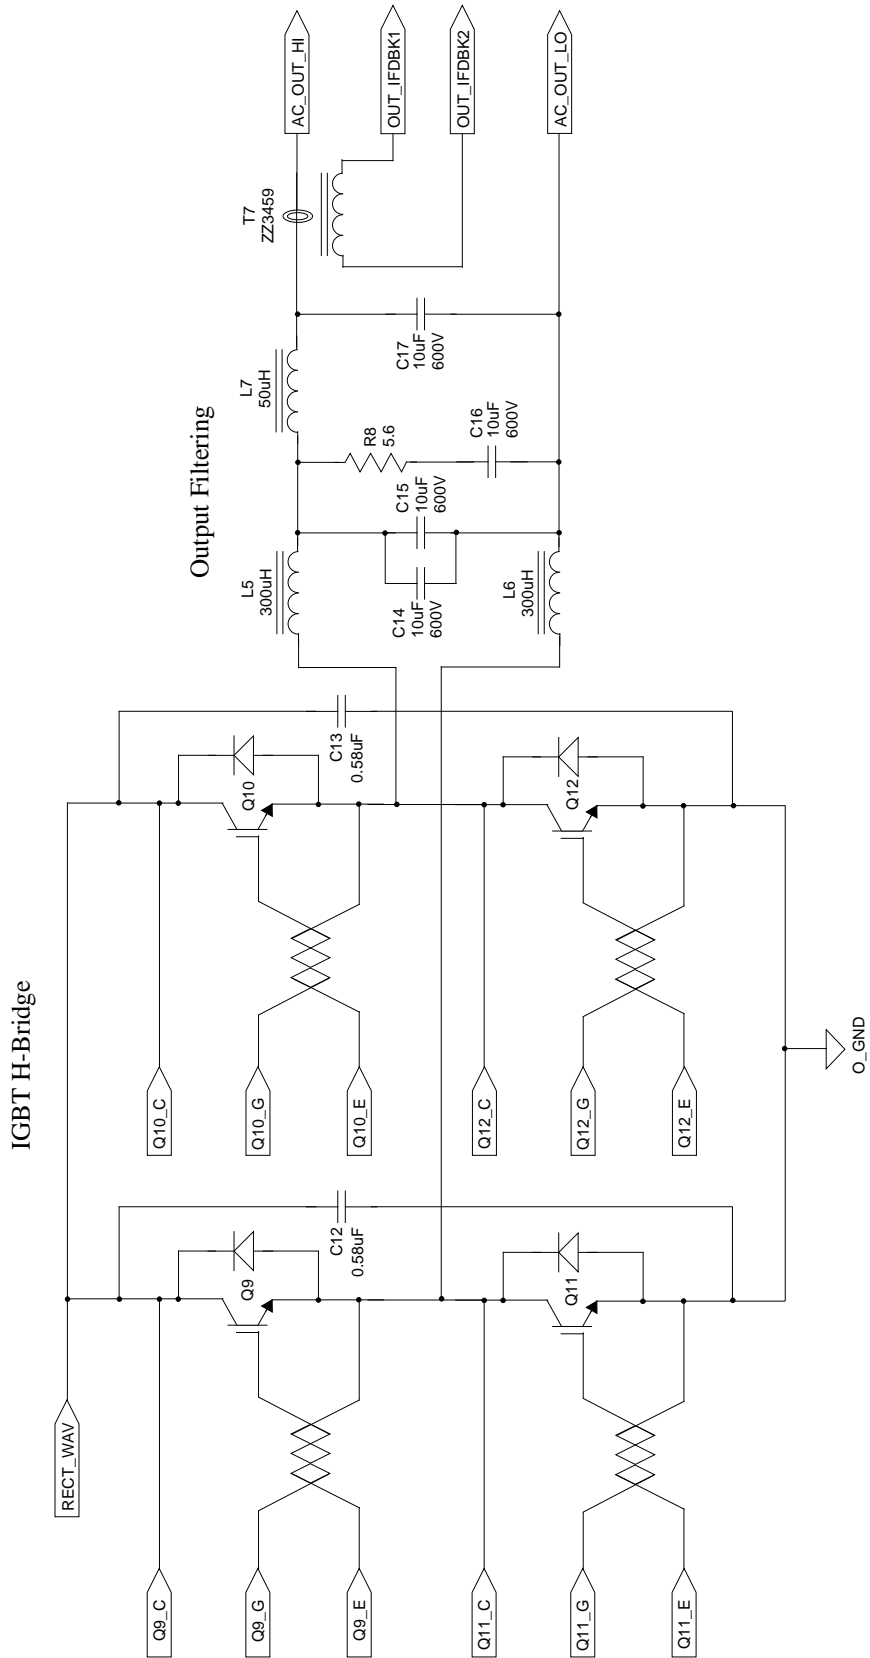 IGBT H-Bridge
Output Filtering
RECT_WAV
Q9_C
Q9_G
Q9_E
Q11_C
Q11_G
Q11_E
Q9
Q11
C12
0.58uF
Q10_C
Q10_G
Q10_E
Q12_C
Q12_G
Q12_E
Q10
Q12
C13
0.58uF
O_GND
L5
300uH
L6
300uH
C14
10uF
600V
C15
10uF
600V
R8
5.6
C16
10uF
600V
L7
50uH
C17
10uF
600V
T7
ZZ3459
AC_OUT_HI
OUT_IFDBK1
OUT_IFDBK2
AC_OUT_LO